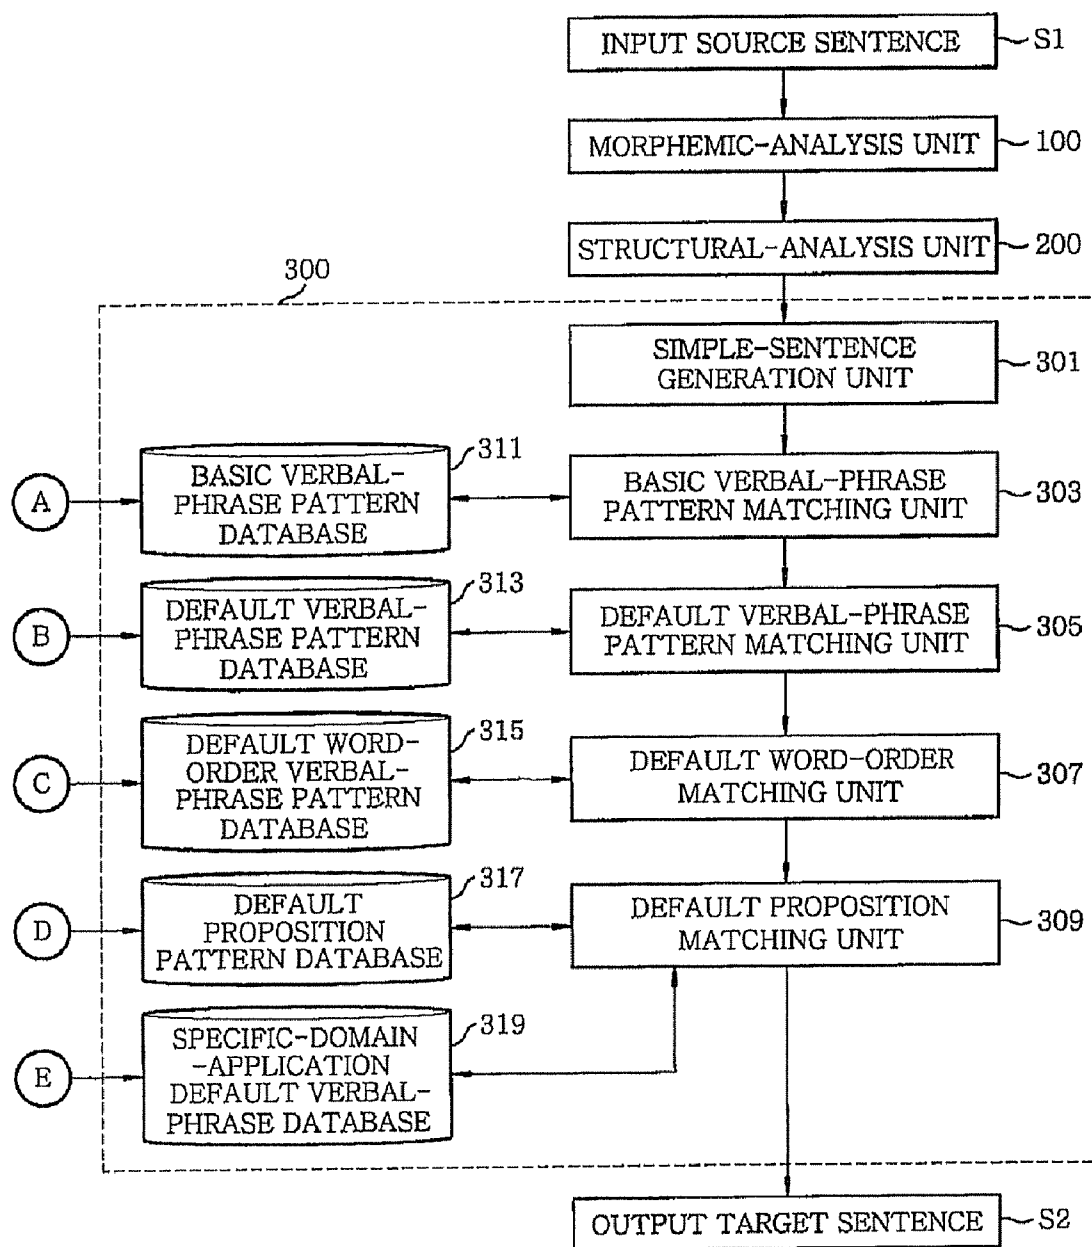 INPUT SOURCE SENTENCE
S1
MORPHEMIC-ANALYSIS UNIT
100
STRUCTURAL-ANALYSIS UNIT
200
300
SIMPLE-SENTENCE
GENERATION UNIT
301
A
BASIC VERBAL-
PHRASE PATTERN
DATABASE
311
BASIC VERBAL-PHRASE
PATTERN MATCHING UNIT
303
B
DEFAULT VERBAL-
PHRASE PATTERN
DATABASE
313
DEFAULT VERBAL-PHRASE
PATTERN MATCHING UNIT
305
C
DEFAULT WORD-
ORDER VERBAL-
PHRASE PATTERN
DATABASE
315
DEFAULT WORD-ORDER
MATCHING UNIT
307
D
DEFAULT
PROPOSITION
PATTERN DATABASE
317
DEFAULT PROPOSITION
MATCHING UNIT
309
E
SPECIFIC-DOMAIN
-APPLICATION
DEFAULT VERBAL-
PHRASE DATABASE
319
OUTPUT TARGET SENTENCE
S2